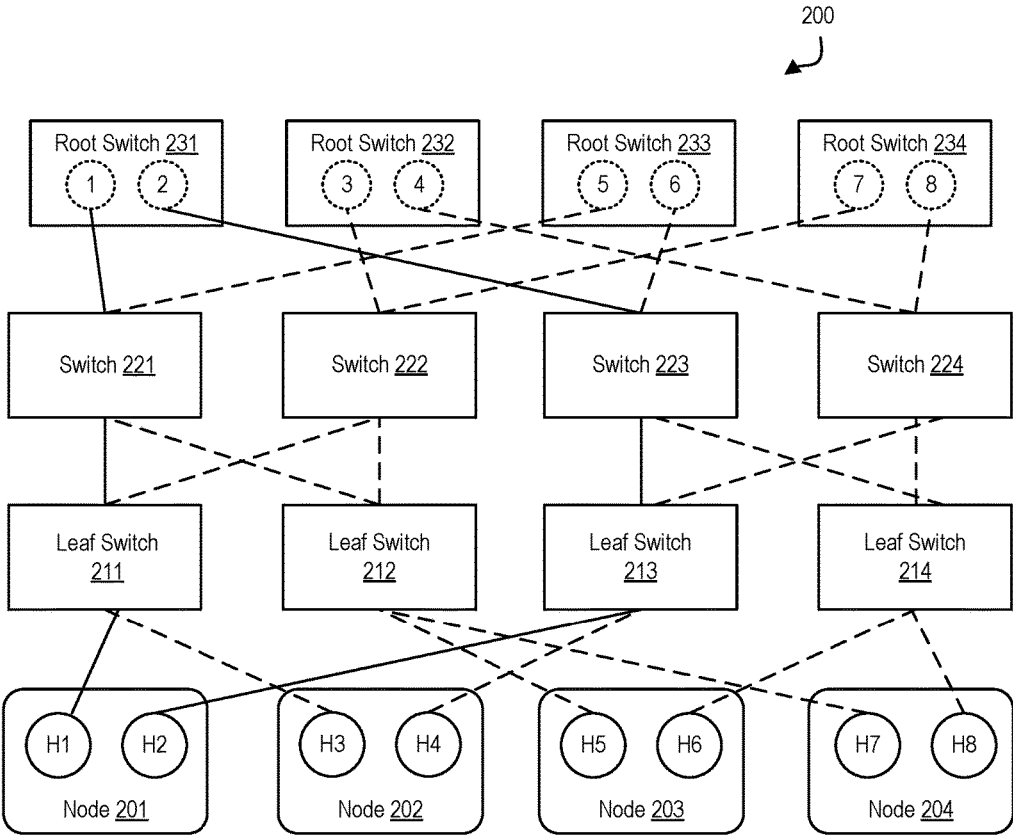 200
Root Switch 231
1 2
Root Switch 232
3 4
Root Switch 233
5 6
Root Switch 234
7 8
Switch 221
Switch 222
Switch 223
Switch 224
Leaf Switch
211
Leaf Switch
212
Leaf Switch
213
Leaf Switch
214
H1 H2
Node 201
H3 H4
Node 202
H5 H6
Node 203
H7 H8
Node 204